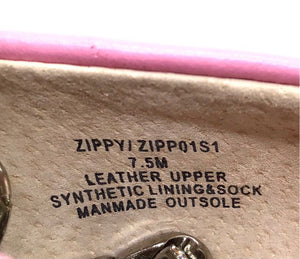 ZIPPY/ ZIPP01S1
7.5M
LEATHER UPPER
SYNTHETIC LINING&SOCK
MANMADE OUTSOLE